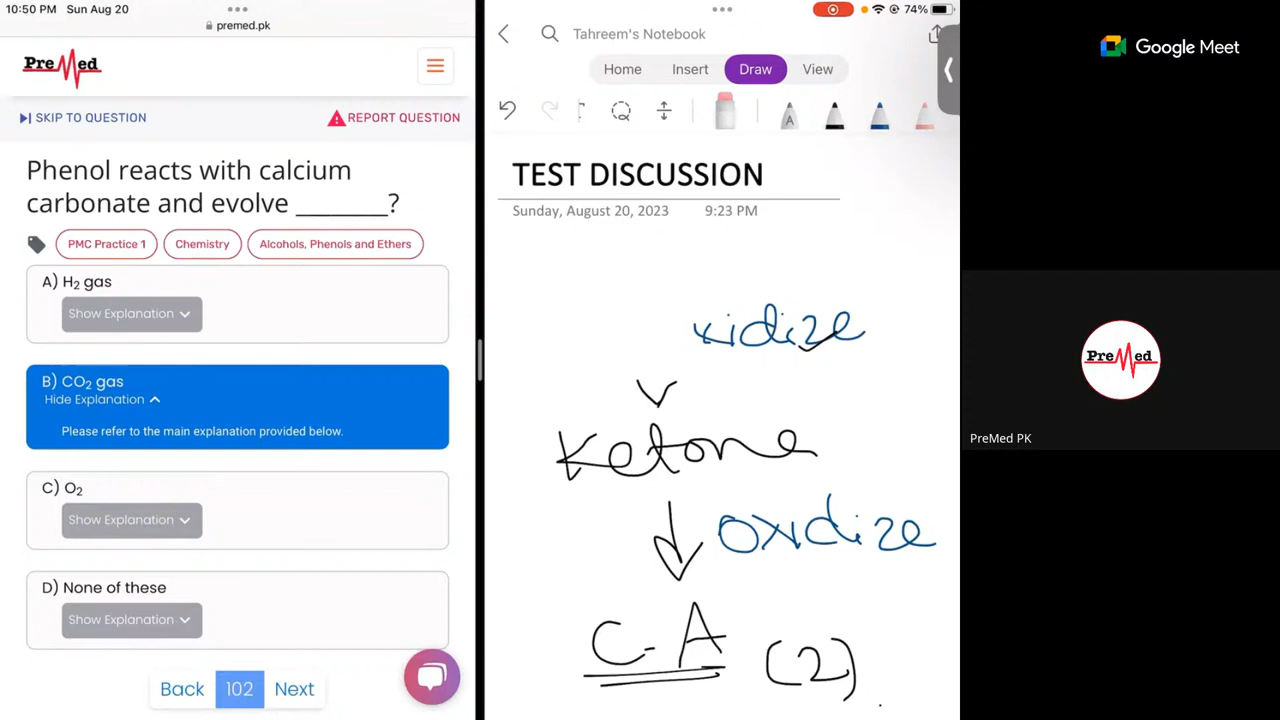 10:50 PM Sun Aug 20
premed.pk
PreMed
SKIP TO QUESTION
REPORT QUESTION
Phenol reacts with calcium
carbonate and evolve ________?
PMC Practice 1
Chemistry
Alcohols, Phenols and Ethers
A) H₂ gas
Show Explanation
B) CO₂ gas
Hide Explanation
Please refer to the main explanation provided below.
C) O₂
Show Explanation
D) None of these
Show Explanation
Back
102
Next
74%
Tahreem's Notebook
Home
Insert
Draw
View
A
TEST DISCUSSION
Sunday, August 20, 2023 9:23 PM
xidize
Ketone
oxidize
C-A (2)
Google Meet
PreMed
PreMed PK